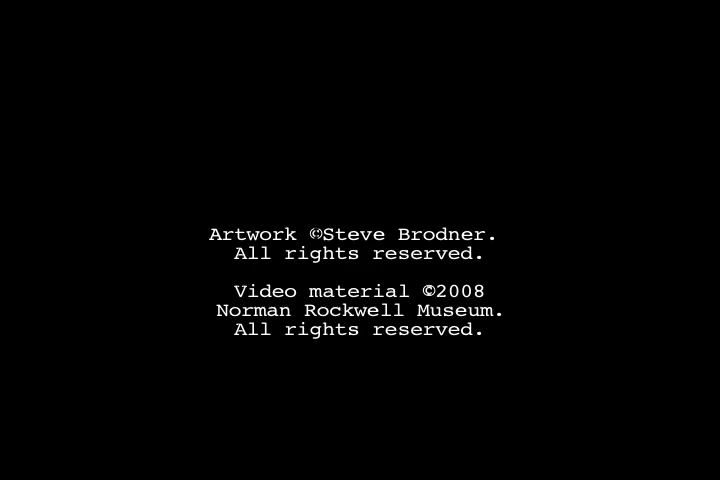 Artwork ©Steve Brodner.
All rights reserved.
Video material ©2008
Norman Rockwell Museum.
All rights reserved.